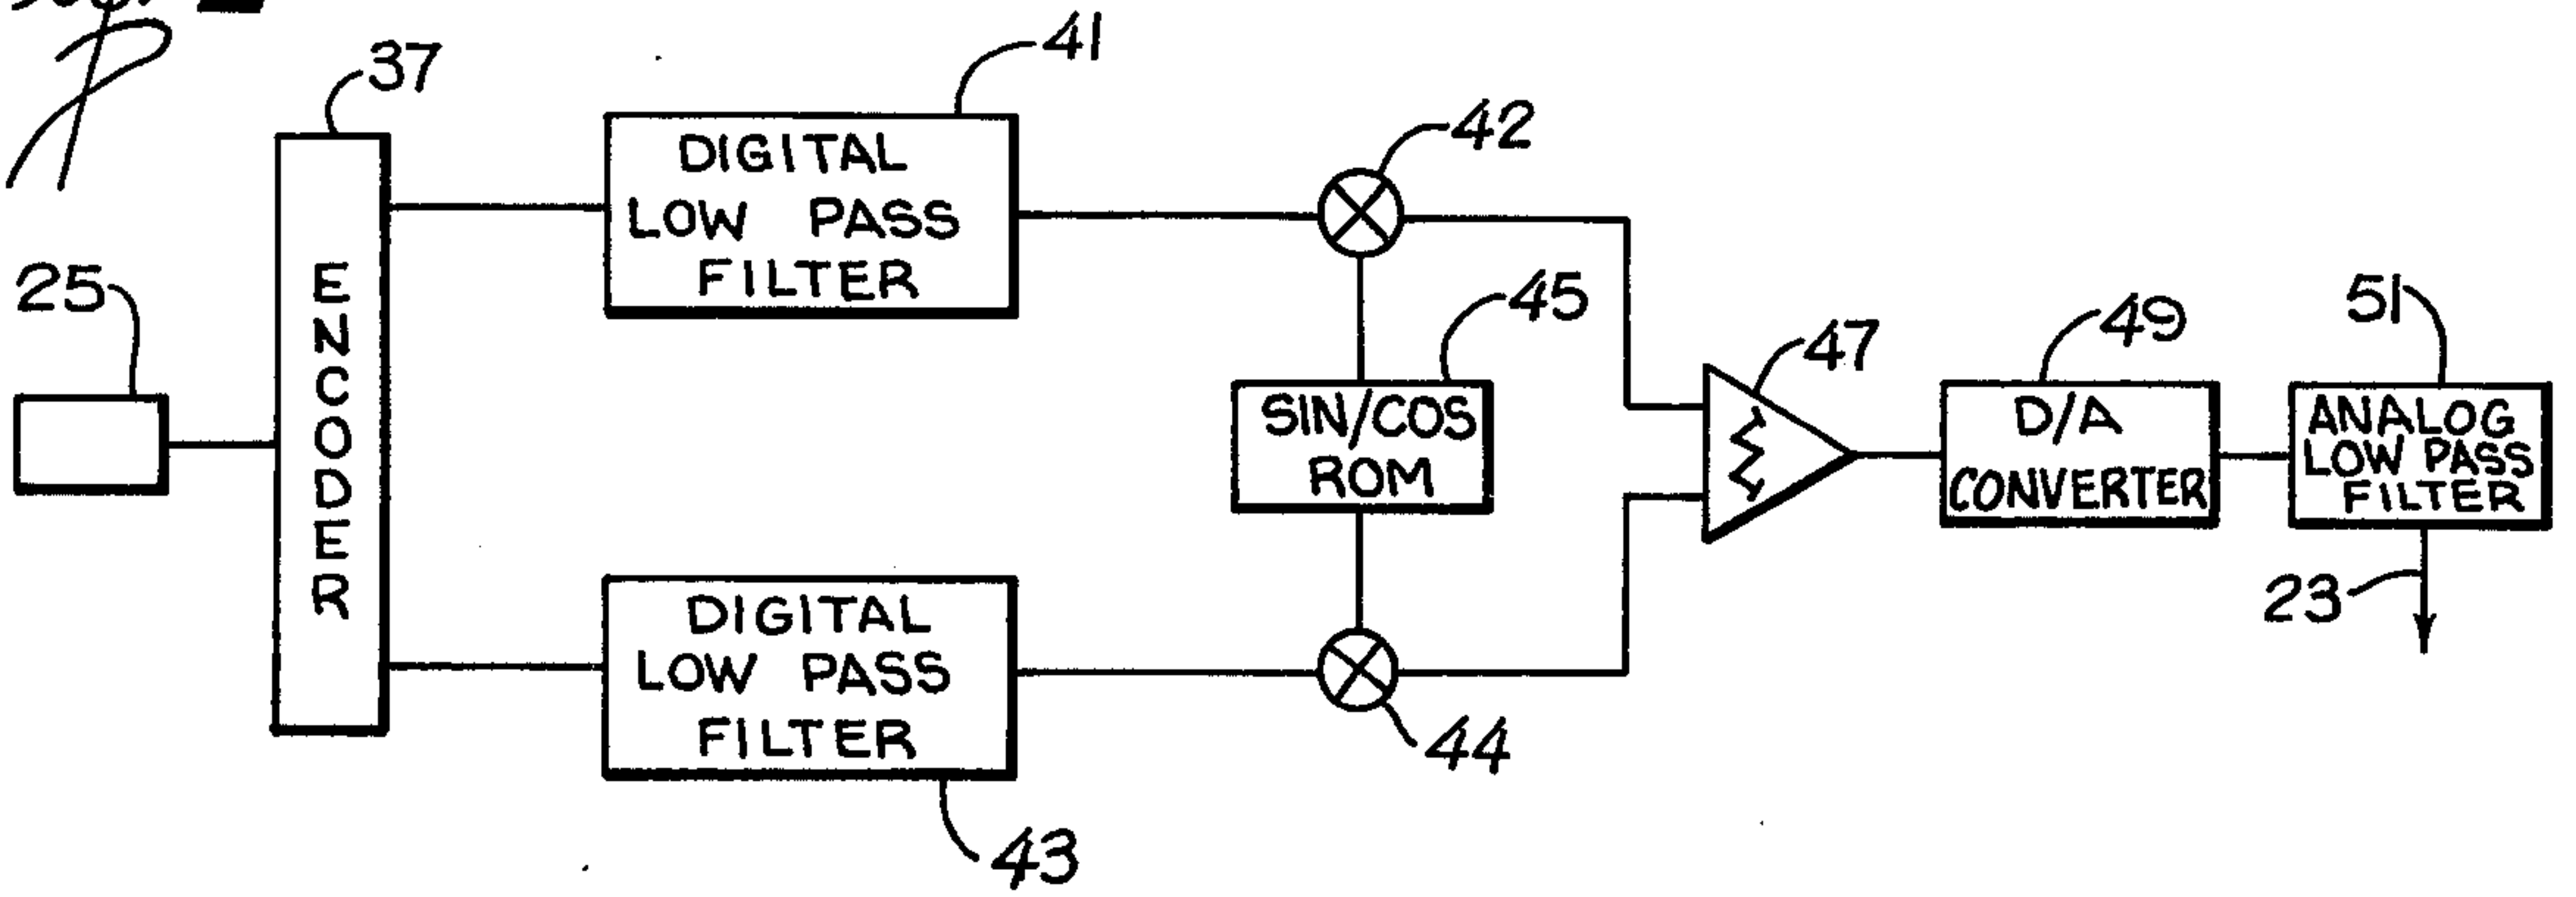 37
41
42
DIGITAL
LOW PASS
FILTER
25
ENCODER
45
SIN/COS
ROM
47
Σ
49
D/A
CONVERTER
51
ANALOG
LOW PASS
FILTER
23
DIGITAL
LOW PASS
FILTER
44
43